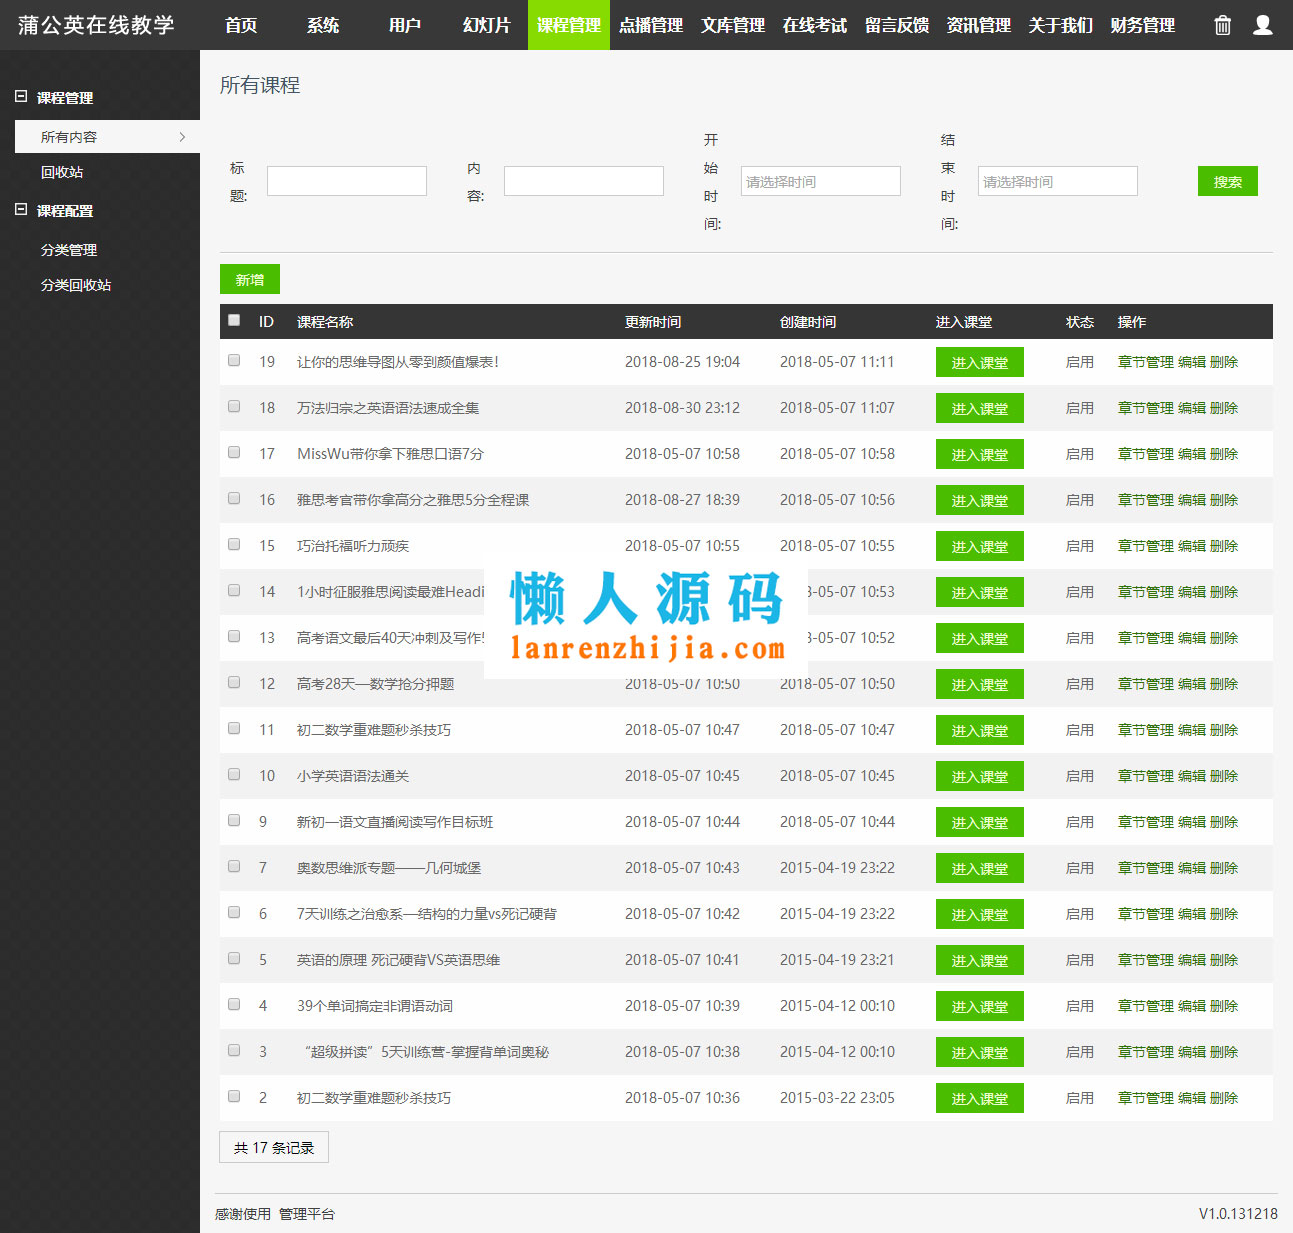 蒲公英在线教学 首页 系统 用户 幻灯片 课程管理 点播管理 文库管理 在线考试 留言反馈 资讯管理 关于我们 财务管理
课程管理
所有内容
回收站
课程配置
分类管理
分类回收站
所有课程
标题:
内容:
开始时间: 请选择时间
结束时间: 请选择时间
搜索
新增
ID 课程名称 更新时间 创建时间 进入课堂 状态 操作
19 让你的思维导图从零到颜值爆表! 2018-08-25 19:04 2018-05-07 11:11 进入课堂 启用 章节管理 编辑 删除
18 万法归宗之英语语法速成全集 2018-08-30 23:12 2018-05-07 11:07 进入课堂 启用 章节管理 编辑 删除
17 MissWu带你拿下雅思口语7分 2018-05-07 10:58 2018-05-07 10:58 进入课堂 启用 章节管理 编辑 删除
16 雅思考官带你拿高分之雅思5分全程课 2018-08-27 18:39 2018-05-07 10:56 进入课堂 启用 章节管理 编辑 删除
15 巧治托福听力顽疾 2018-05-07 10:55 2018-05-07 10:55 进入课堂 启用 章节管理 编辑 删除
14 1小时征服雅思阅读最难Headi 8-05-07 10:53 进入课堂 启用 章节管理 编辑 删除
13 高考语文最后40天冲刺及写作 8-05-07 10:52 进入课堂 启用 章节管理 编辑 删除
懒人源码
lanrenzhijia.com
12 高考28天—数学抢分押题 2018-05-07 10:50 2018-05-07 10:50 进入课堂 启用 章节管理 编辑 删除
11 初二数学重难题秒杀技巧 2018-05-07 10:47 2018-05-07 10:47 进入课堂 启用 章节管理 编辑 删除
10 小学英语语法通关 2018-05-07 10:45 2018-05-07 10:45 进入课堂 启用 章节管理 编辑 删除
9 新初一语文直播阅读写作目标班 2018-05-07 10:44 2018-05-07 10:44 进入课堂 启用 章节管理 编辑 删除
7 奥数思维派专题——几何城堡 2018-05-07 10:43 2015-04-19 23:22 进入课堂 启用 章节管理 编辑 删除
6 7天训练之治愈系—结构的力量vs死记硬背 2018-05-07 10:42 2015-04-19 23:22 进入课堂 启用 章节管理 编辑 删除
5 英语的原理 死记硬背VS英语思维 2018-05-07 10:41 2015-04-19 23:21 进入课堂 启用 章节管理 编辑 删除
4 39个单词搞定非谓语动词 2018-05-07 10:39 2015-04-12 00:10 进入课堂 启用 章节管理 编辑 删除
3 “超级拼读”5天训练营-掌握背单词奥秘 2018-05-07 10:38 2015-04-12 00:10 进入课堂 启用 章节管理 编辑 删除
2 初二数学重难题秒杀技巧 2018-05-07 10:36 2015-03-22 23:05 进入课堂 启用 章节管理 编辑 删除
共 17 条记录
感谢使用 管理平台 V1.0.131218